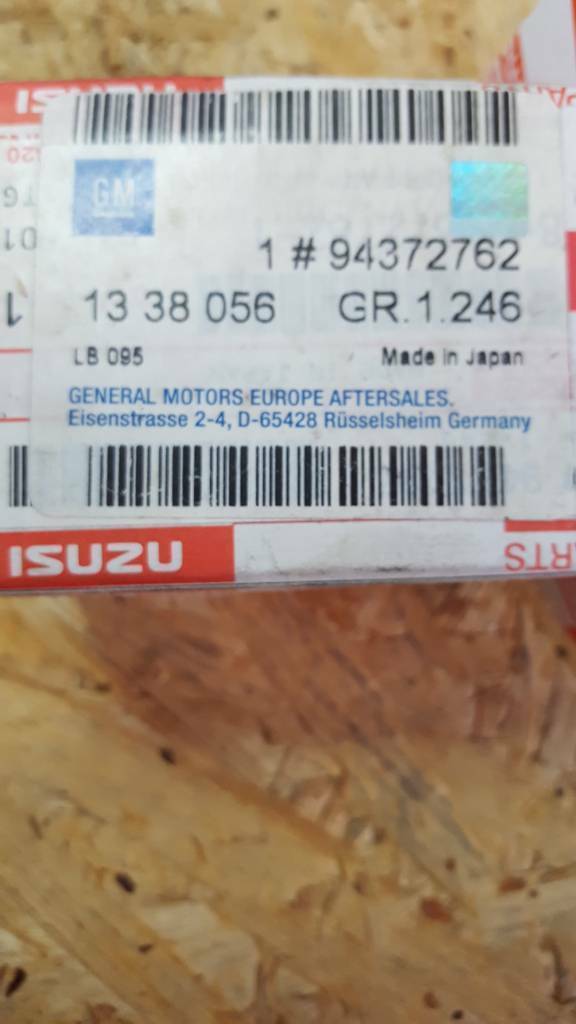 GM
1 # 94372762
13 38 056 GR.1.246
LB 095 Made in Japan
GENERAL MOTORS EUROPE AFTERSALES.
Eisenstrasse 2-4, D-65428 Rüsselsheim Germany
ISUZU